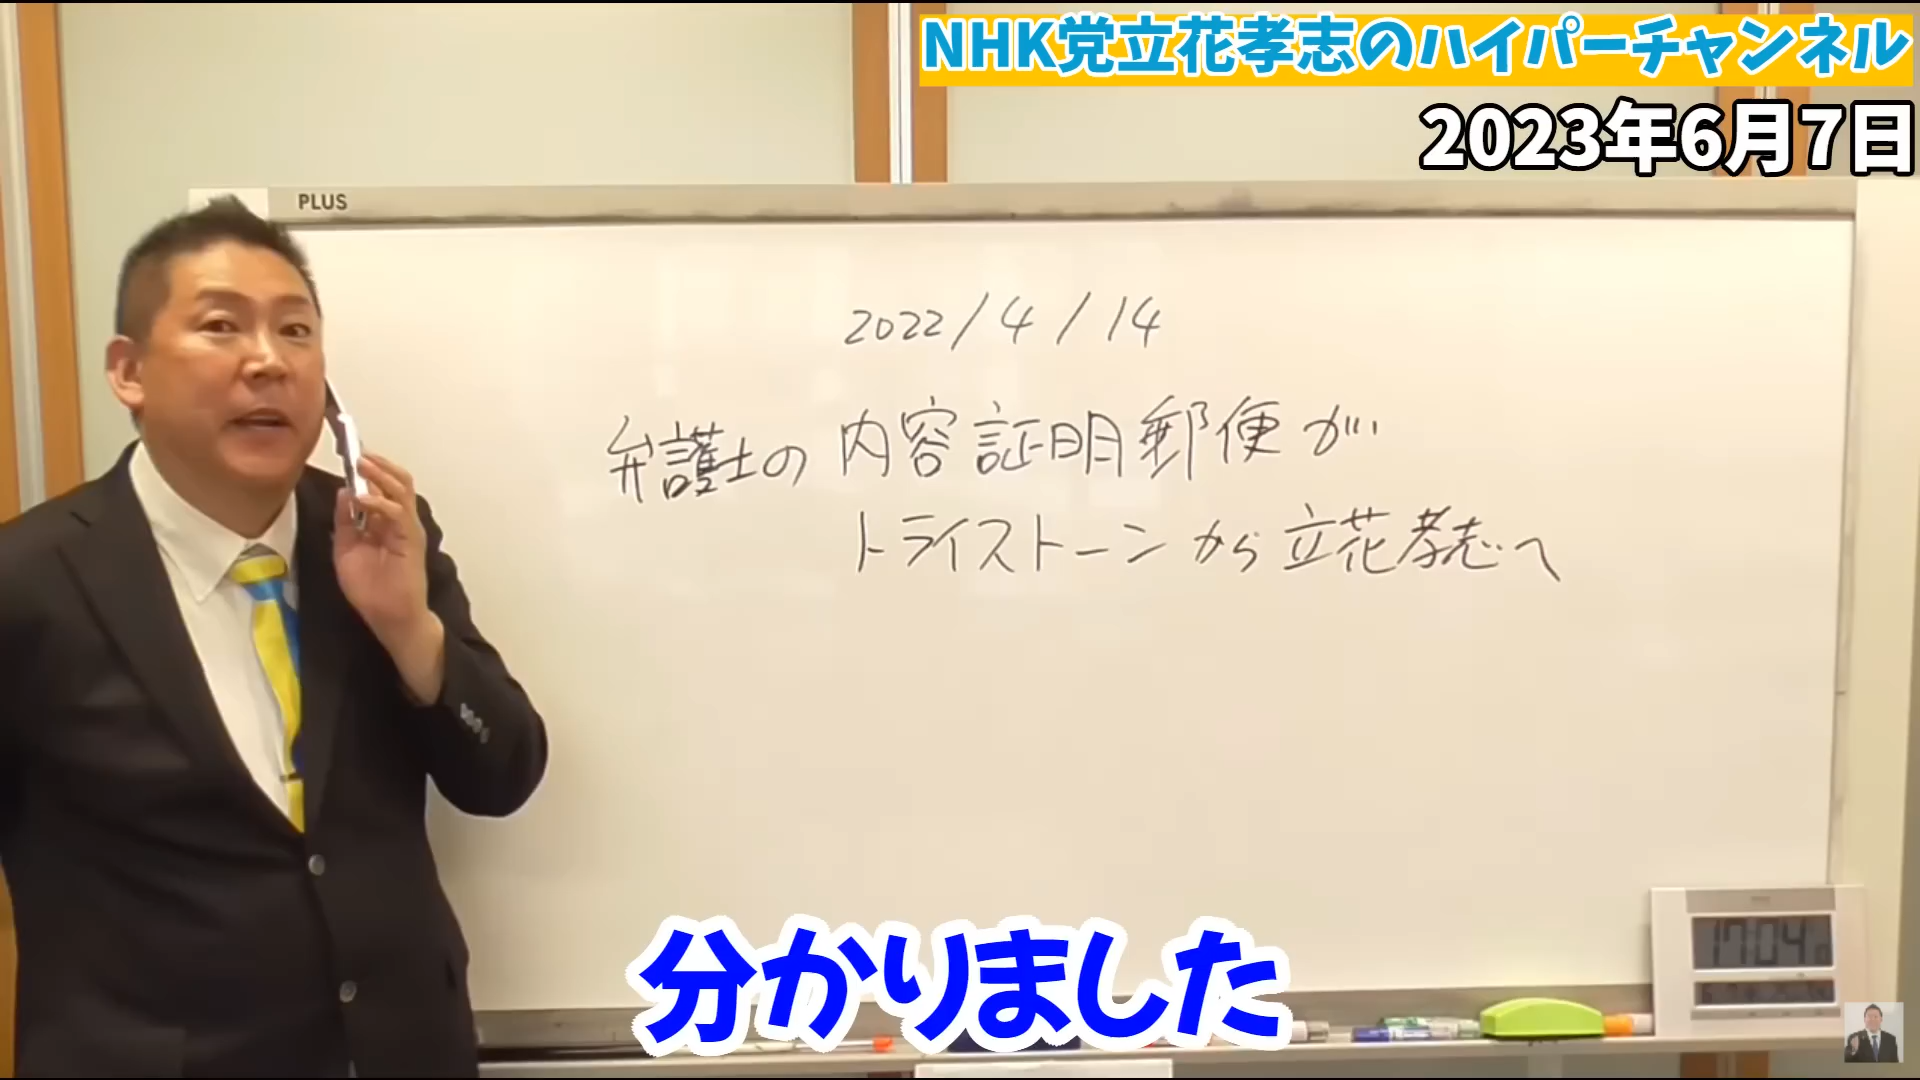 NHK党立花孝志のハイパーチャンネル
2023年6月7日
PLUS
2022/4/14
弁護士の内容証明郵便が
トライストーンから立花孝志へ
分かりました
17:04